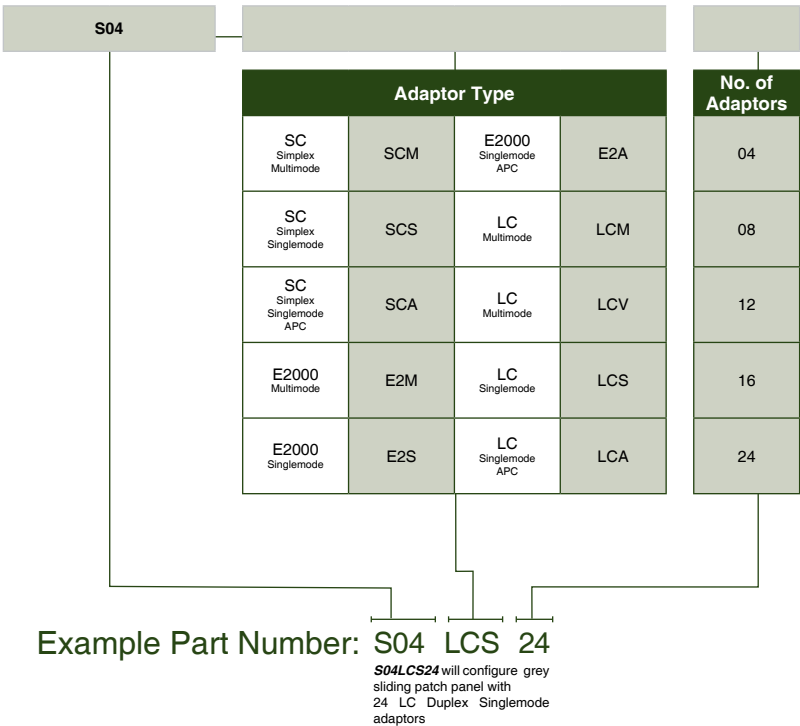 S04
Adaptor Type
No. of
Adaptors
SC
Simplex
Multimode
SCM
E2000
Singlemode
APC
E2A
04
SC
Simplex
Singlemode
SCS
LC
Multimode
LCM
08
SC
Simplex
Singlemode
APC
SCA
LC
Multimode
LCV
12
E2000
Multimode
E2M
LC
Singlemode
LCS
16
E2000
Singlemode
E2S
LC
Singlemode
APC
LCA
24
Example Part Number: S04 LCS 24
S04LCS24 will configure grey
sliding patch panel with
24 LC Duplex Singlemode
adaptors